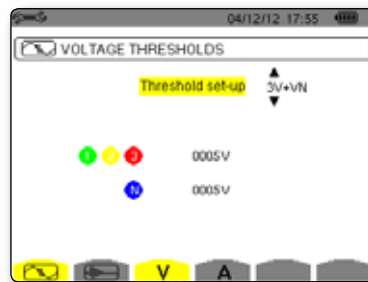 04/12/12 17:55
VOLTAGE THRESHOLDS
Threshold set-up 3V+VN
1 2 3 0005V
N 0005V
V A